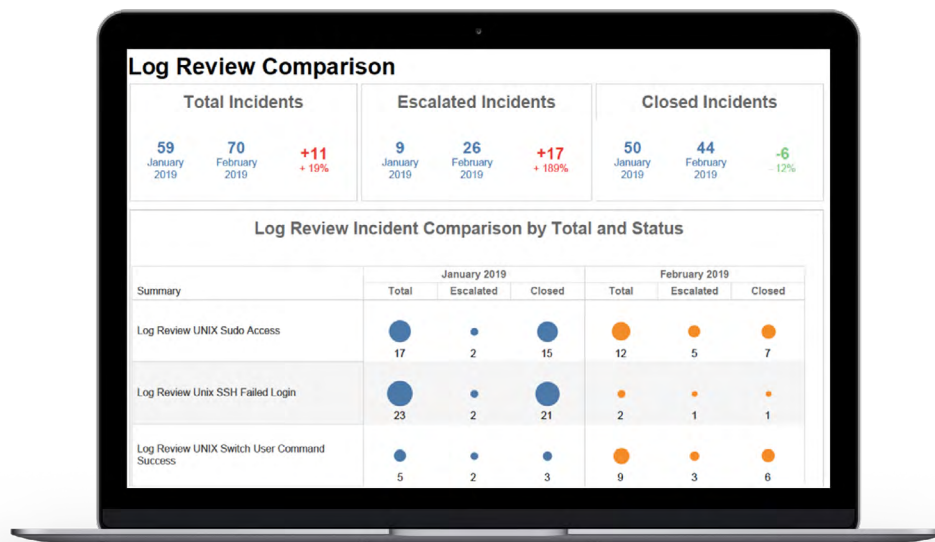 Log Review Comparison
Total Incidents
59
January
2019
70
February
2019
+11
+ 19%
Escalated Incidents
9
January
2019
26
February
2019
+17
+ 189%
Closed Incidents
50
January
2019
44
February
2019
-6
- 12%
Log Review Incident Comparison by Total and Status
January 2019 February 2019
Summary Total Escalated Closed Total Escalated Closed
Log Review UNIX Sudo Access
17 2 15 12 5 7
Log Review Unix SSH Failed Login
23 2 21 2 1 1
Log Review UNIX Switch User Command
Success
5 2 3 9 3 6